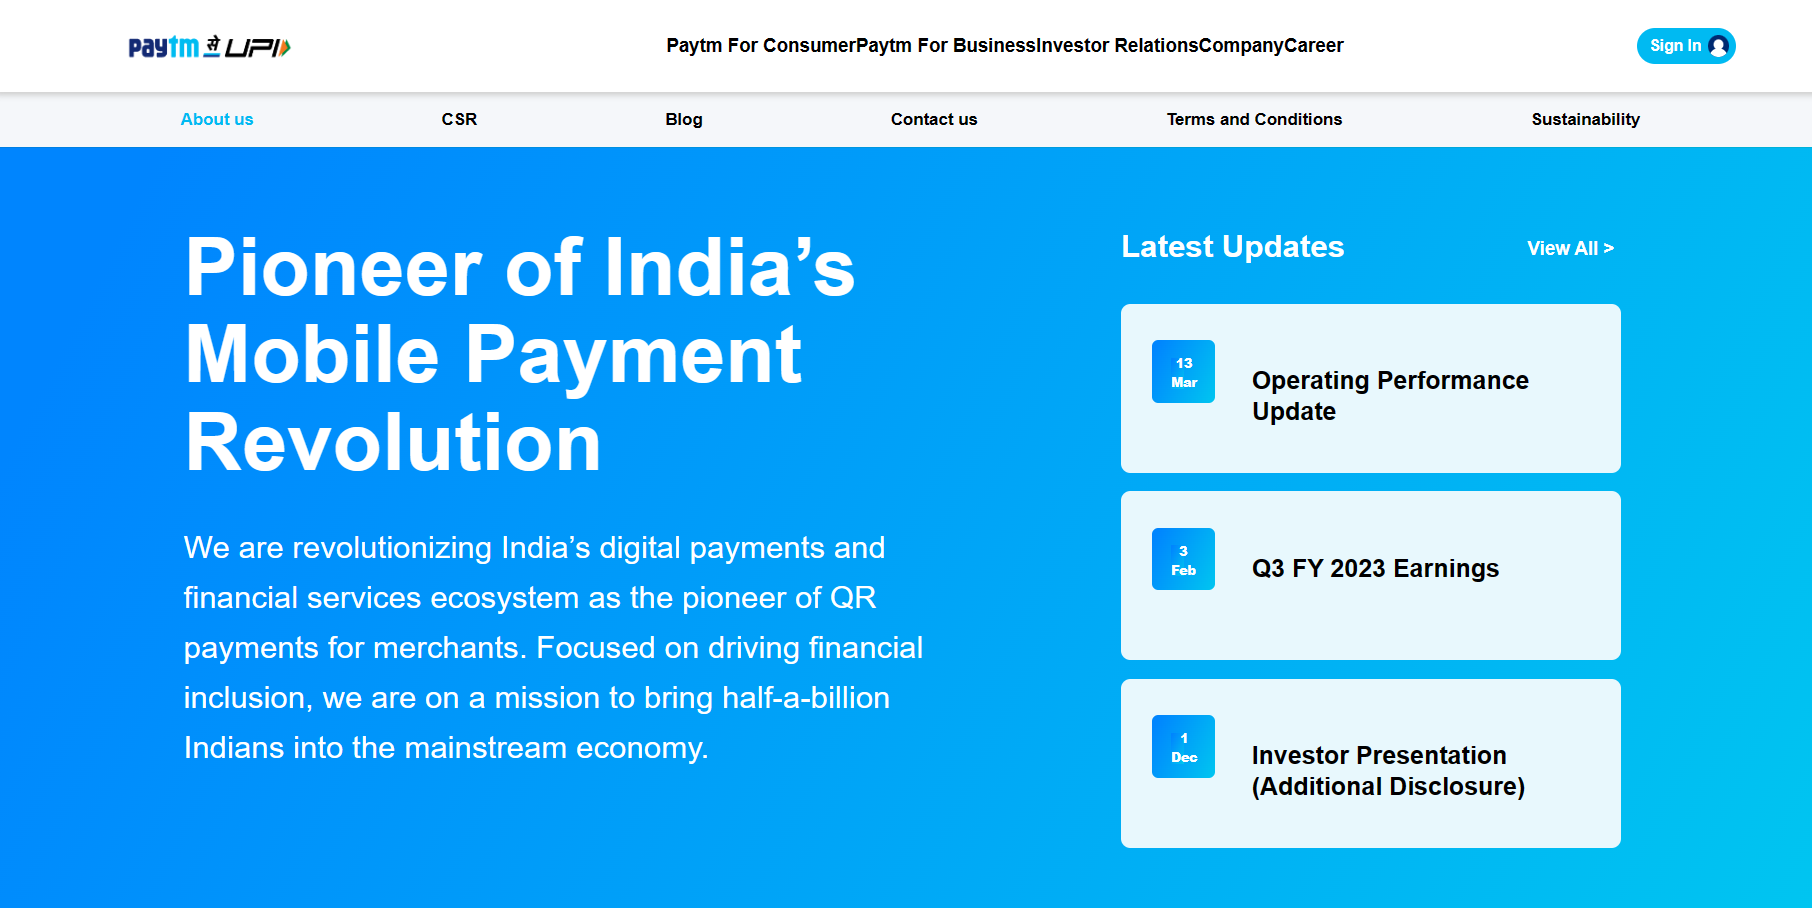 paytm से UPI
Paytm For ConsumerPaytm For BusinessInvestor RelationsCompanyCareer
Sign In
About us
CSR
Blog
Contact us
Terms and Conditions
Sustainability
Pioneer of India’s
Mobile Payment
Revolution
We are revolutionizing India’s digital payments and
financial services ecosystem as the pioneer of QR
payments for merchants. Focused on driving financial
inclusion, we are on a mission to bring half-a-billion
Indians into the mainstream economy.
Latest Updates
View All >
13
Mar
Operating Performance
Update
3
Feb
Q3 FY 2023 Earnings
1
Dec
Investor Presentation
(Additional Disclosure)